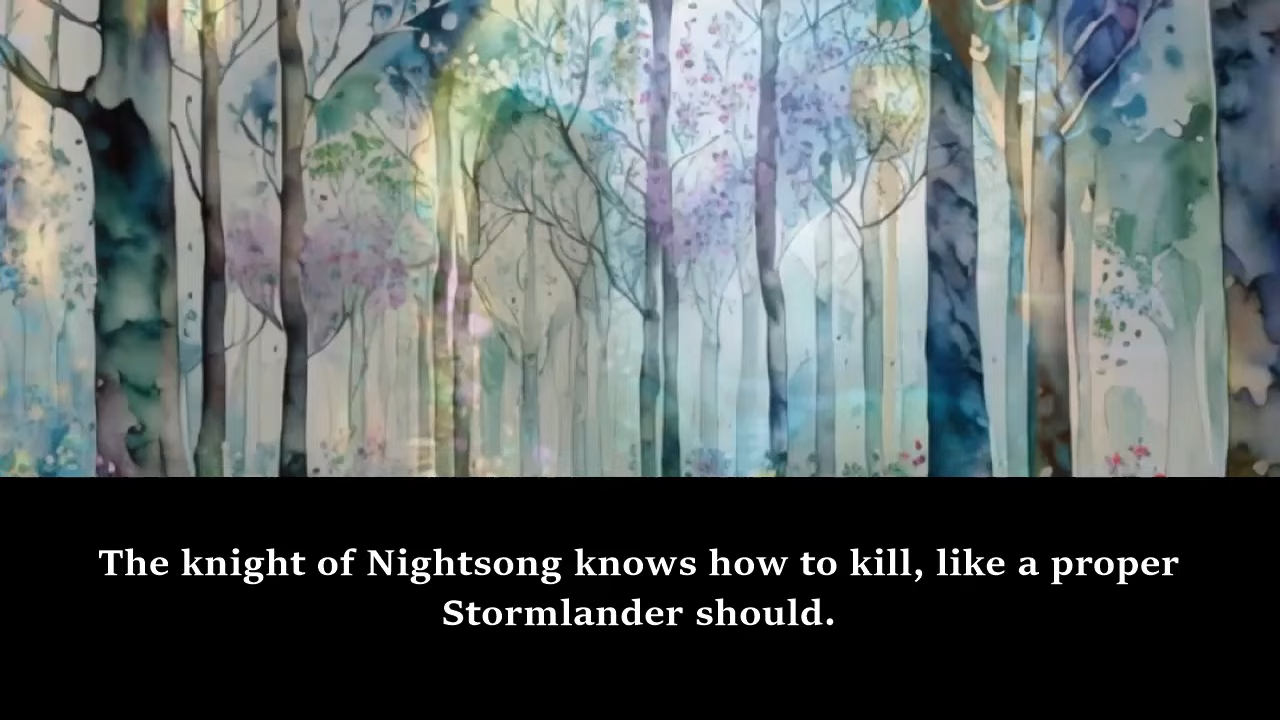 The knight of Nightsong knows how to kill, like a proper
Stormlander should.